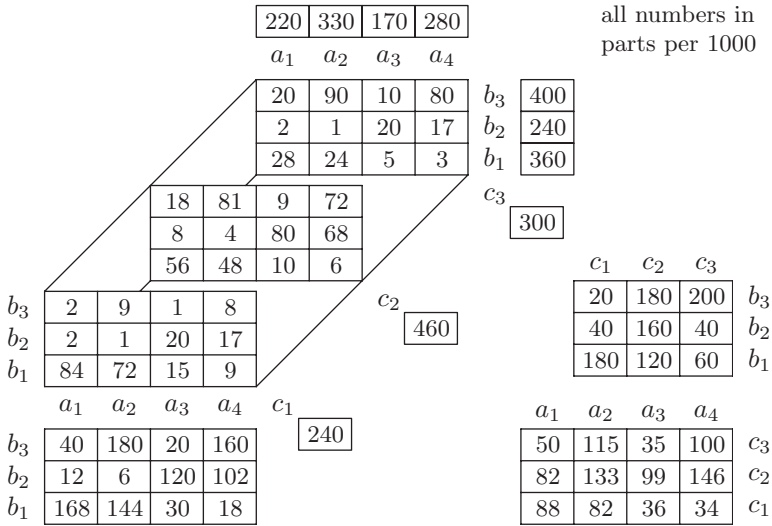 220 330 170 280
all numbers in
parts per 1000
a₁ a₂ a₃ a₄
20 90 10 80 b₃ 400
2 1 20 17 b₂ 240
28 24 5 3 b₁ 360
c₃
300
18 81 9 72
8 4 80 68
56 48 10 6
c₂
460
b₃ 2 9 1 8
b₂ 2 1 20 17
b₁ 84 72 15 9
a₁ a₂ a₃ a₄ c₁
240
b₃ 40 180 20 160
b₂ 12 6 120 102
b₁ 168 144 30 18
c₁ c₂ c₃
20 180 200 b₃
40 160 40 b₂
180 120 60 b₁
a₁ a₂ a₃ a₄
50 115 35 100 c₃
82 133 99 146 c₂
88 82 36 34 c₁